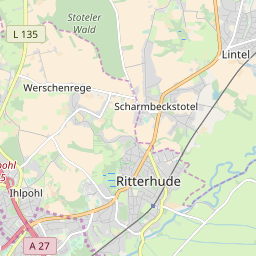 Stoteler
Wald
L 135
Lintel
Werschenrege
Scharmbeckstotel
Ritterhude
Ihlpohl
A 27